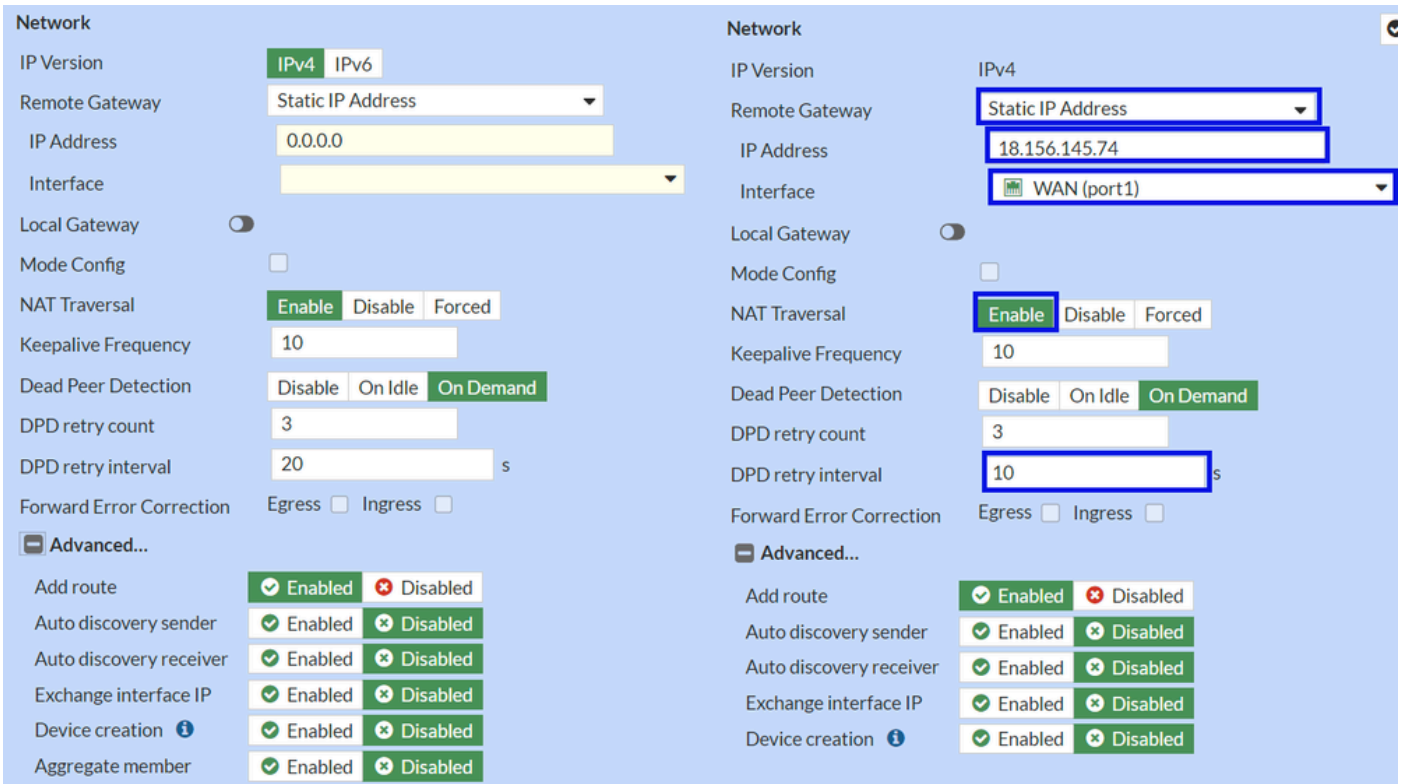 Network
IP Version IPv4 IPv6
Remote Gateway Static IP Address
IP Address 0.0.0.0
Interface
Local Gateway
Mode Config
NAT Traversal Enable Disable Forced
Keepalive Frequency 10
Dead Peer Detection Disable On Idle On Demand
DPD retry count 3
DPD retry interval 20 s
Forward Error Correction Egress Ingress
Advanced...
Add route Enabled Disabled
Auto discovery sender Enabled Disabled
Auto discovery receiver Enabled Disabled
Exchange interface IP Enabled Disabled
Device creation Enabled Disabled
Aggregate member Enabled Disabled
Network
IP Version IPv4
Remote Gateway Static IP Address
IP Address 18.156.145.74
Interface WAN (port1)
Local Gateway
Mode Config
NAT Traversal Enable Disable Forced
Keepalive Frequency 10
Dead Peer Detection Disable On Idle On Demand
DPD retry count 3
DPD retry interval 10 s
Forward Error Correction Egress Ingress
Advanced...
Add route Enabled Disabled
Auto discovery sender Enabled Disabled
Auto discovery receiver Enabled Disabled
Exchange interface IP Enabled Disabled
Device creation Enabled Disabled